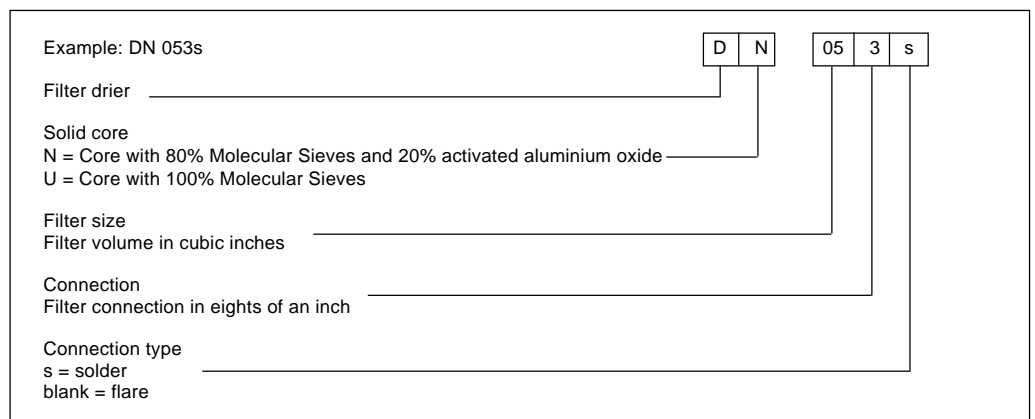 Example: DN 053s D N 05 3 s
Filter drier
Solid core
N = Core with 80% Molecular Sieves and 20% activated aluminium oxide
U = Core with 100% Molecular Sieves
Filter size
Filter volume in cubic inches
Connection
Filter connection in eights of an inch
Connection type
s = solder
blank = flare